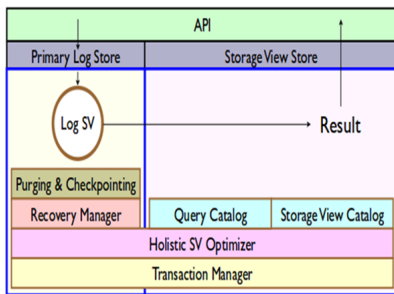 API
Primary Log Store
Storage View Store
Log SV
Result
Purging & Checkpointing
Recovery Manager
Query Catalog
Storage View Catalog
Holistic SV Optimizer
Transaction Manager